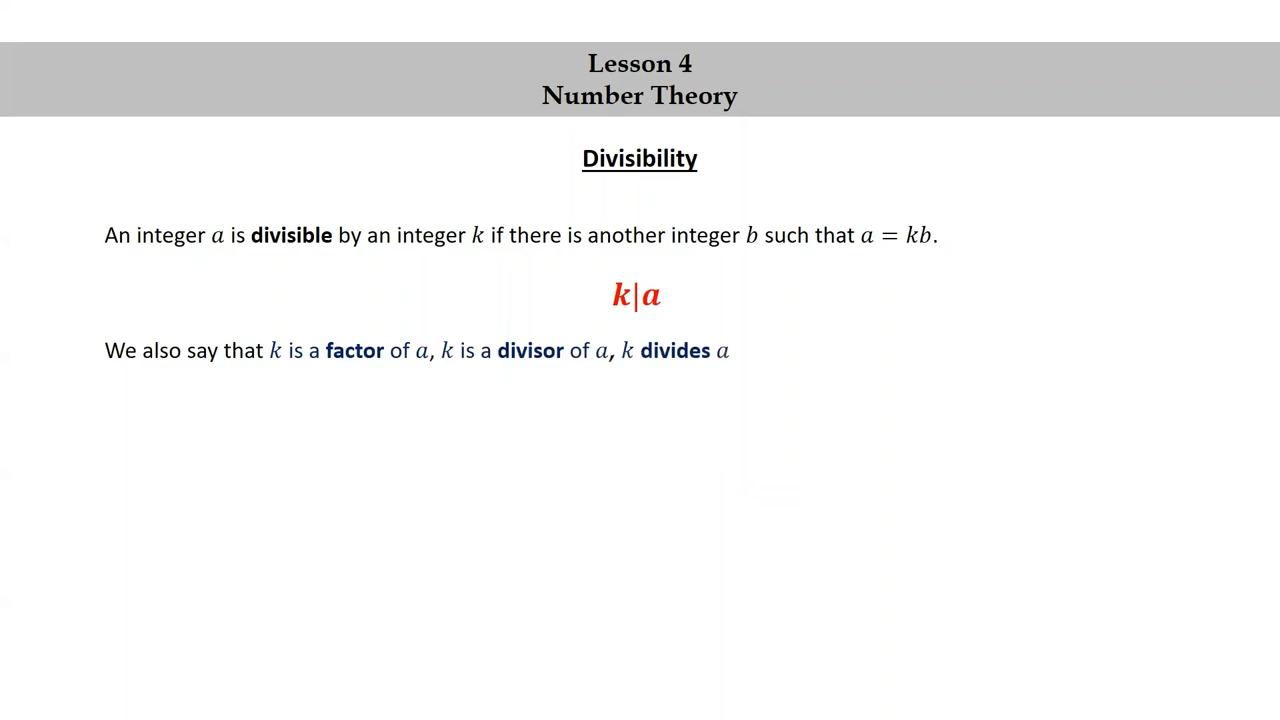 Lesson 4
Number Theory
Divisibility
An integer 𝑎 is divisible by an integer 𝑘 if there is another integer 𝑏 such that 𝑎 = 𝑘𝑏.
𝒌|𝒂
We also say that 𝑘 is a factor of 𝑎, 𝑘 is a divisor of 𝑎, 𝑘 divides 𝑎